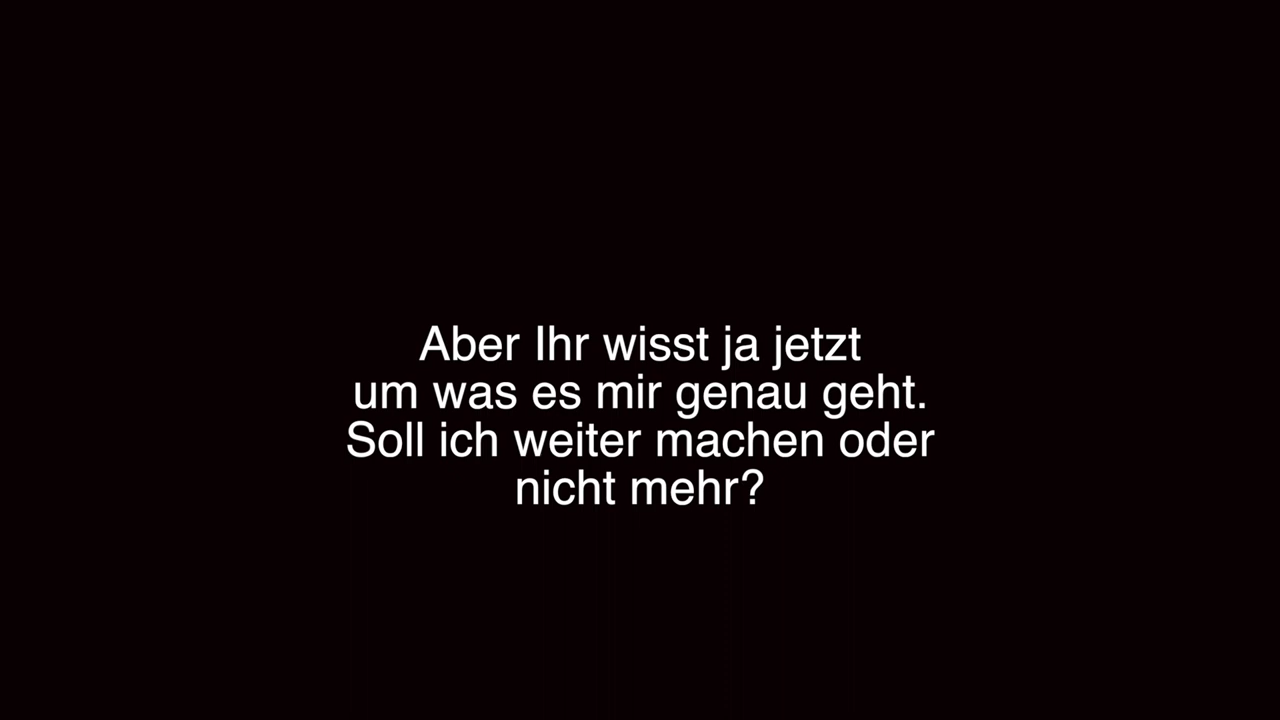 Aber Ihr wisst ja jetzt
um was es mir genau geht.
Soll ich weiter machen oder
nicht mehr?